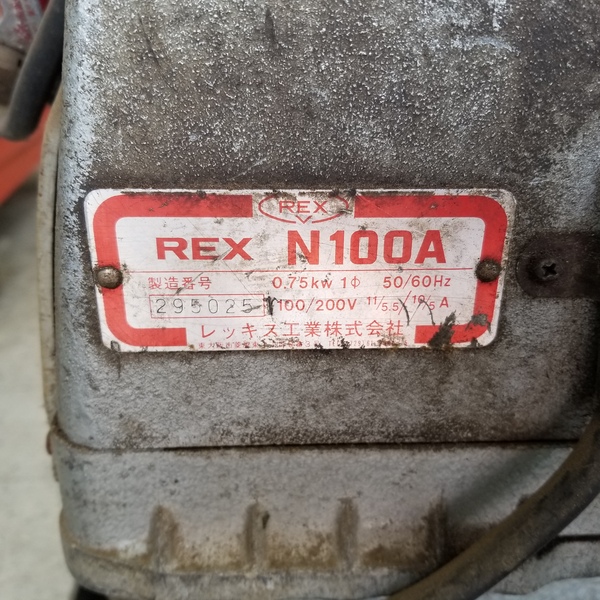 REX
REX N100A
製造番号 0.75kw 1Φ 50/60Hz
295025 100/200V 11/5.5 / 10/5 A
レッキス工業株式会社